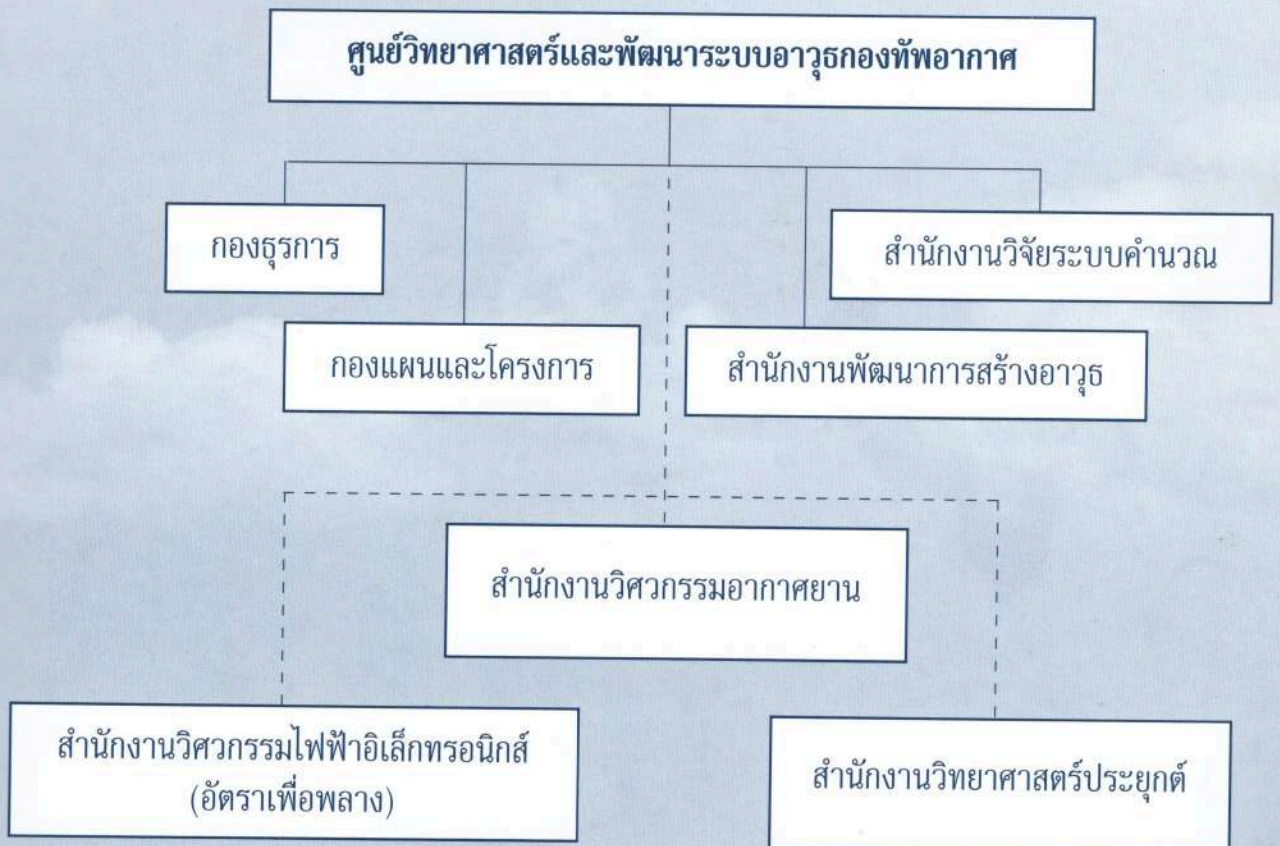 ศูนย์วิทยาศาสตร์และพัฒนาระบบอาวุธกองทัพอากาศ
กองธุรการ
สำนักงานวิจัยระบบคำนวณ
กองแผนและโครงการ
สำนักงานพัฒนาการสร้างอาวุธ
สำนักงานวิศวกรรมอากาศยาน
สำนักงานวิศวกรรมไฟฟ้าอิเล็กทรอนิกส์
(อัตราเพื่อพลาง)
สำนักงานวิทยาศาสตร์ประยุกต์